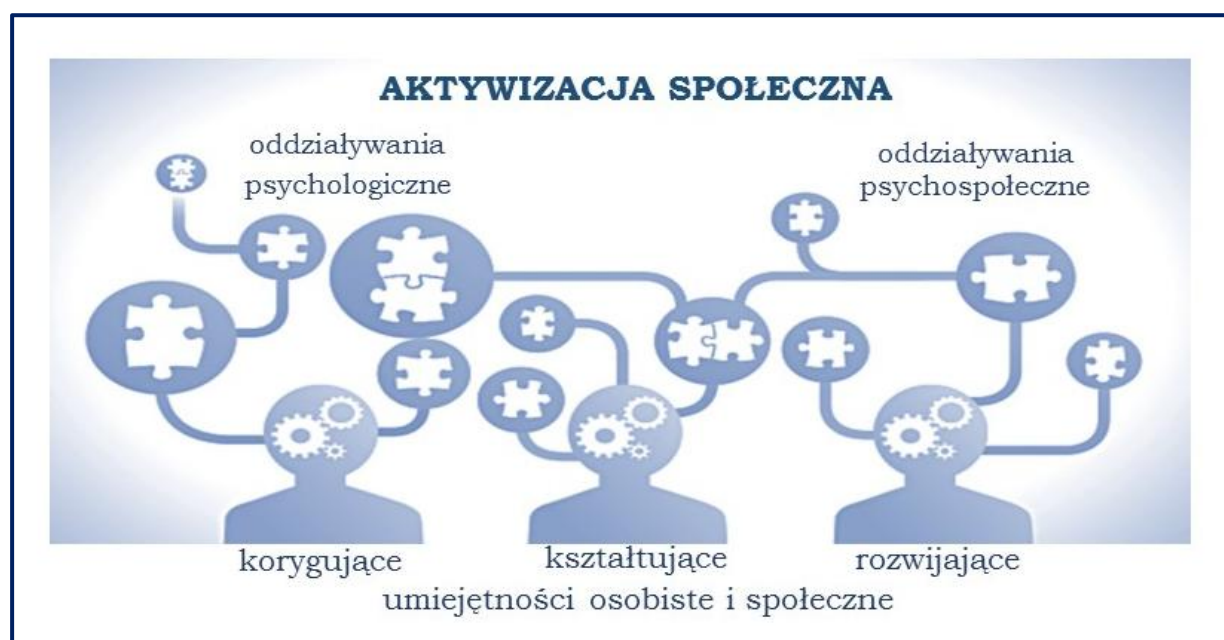 AKTYWIZACJA SPOŁECZNA
oddziaływania
psychologiczne
oddziaływania
psychospołeczne
korygujące
kształtujące
rozwijające
umiejętności osobiste i społeczne